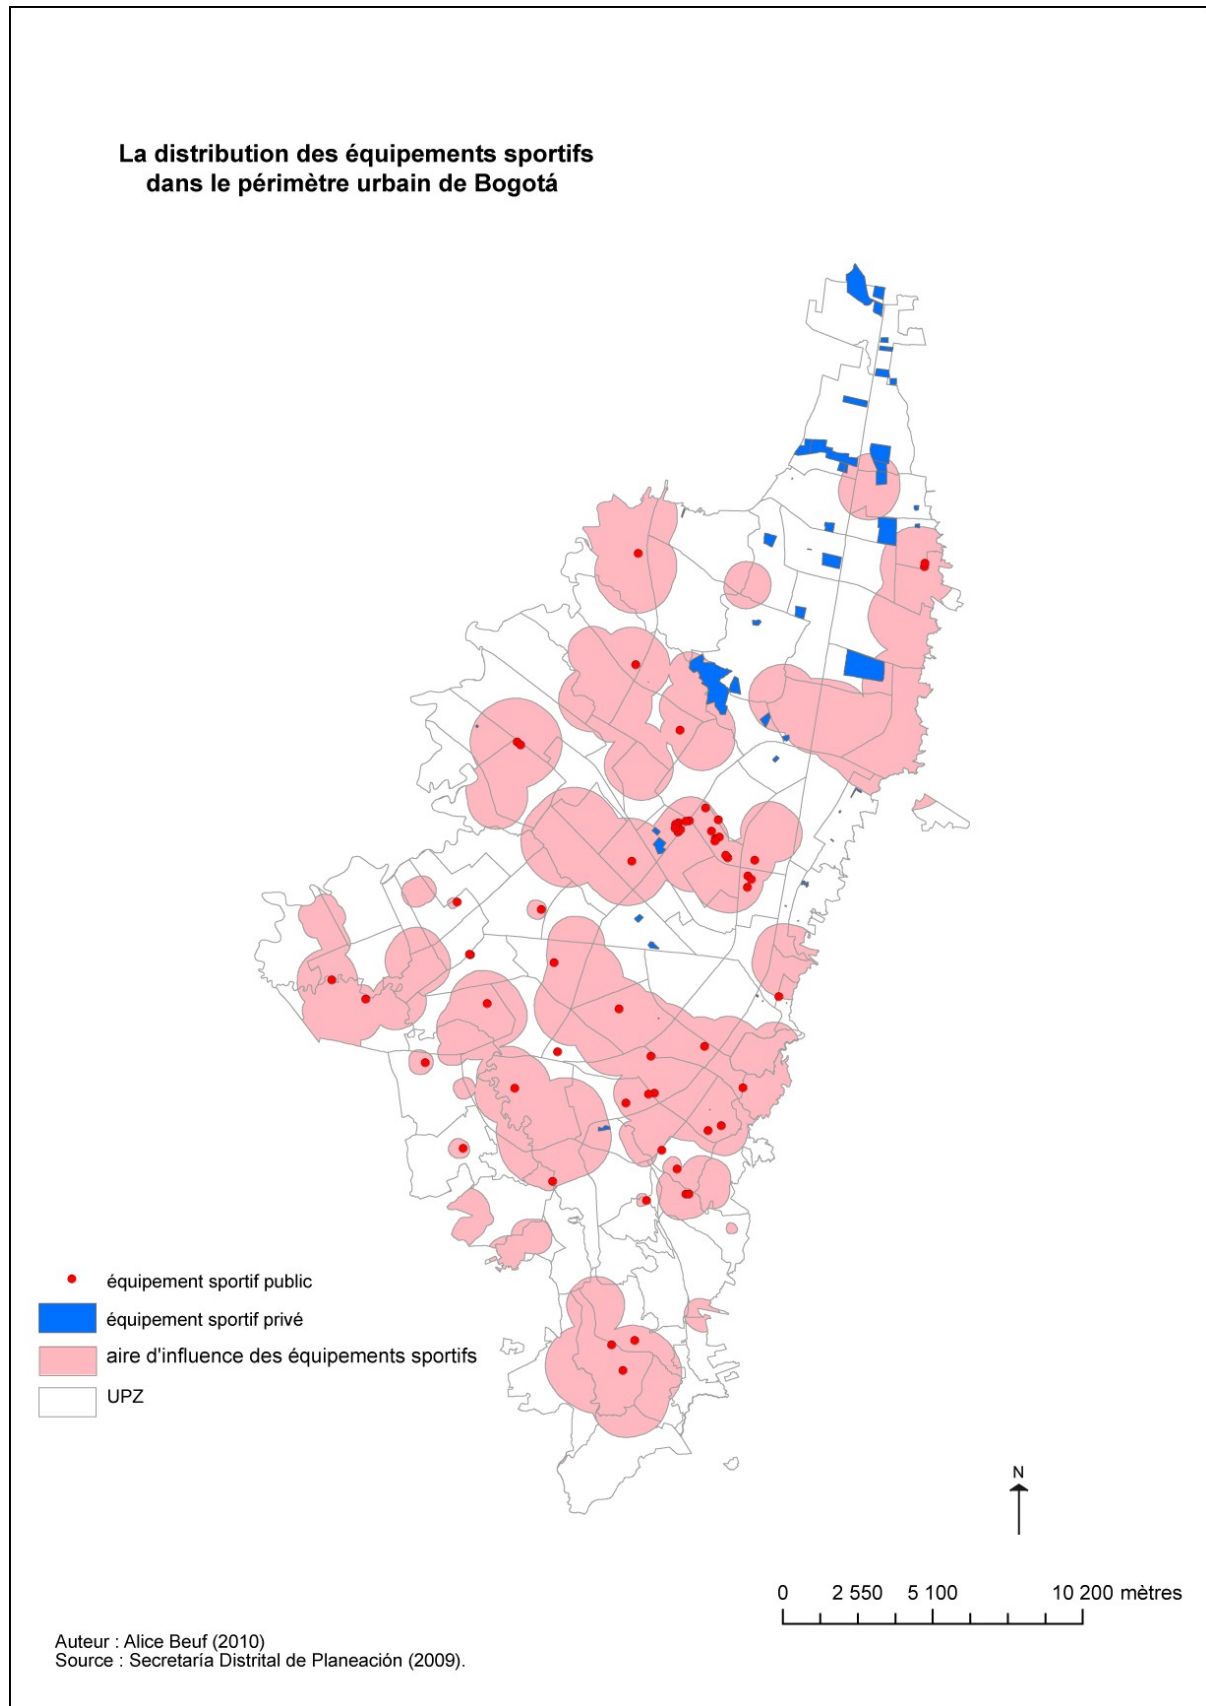 La distribution des équipements sportifs
dans le périmètre urbain de Bogotá
équipement sportif public
équipement sportif privé
aire d'influence des équipements sportifs
UPZ
N
0 2 550 5 100 10 200 mètres
Auteur : Alice Beuf (2010)
Source : Secretaría Distrital de Planeación (2009).